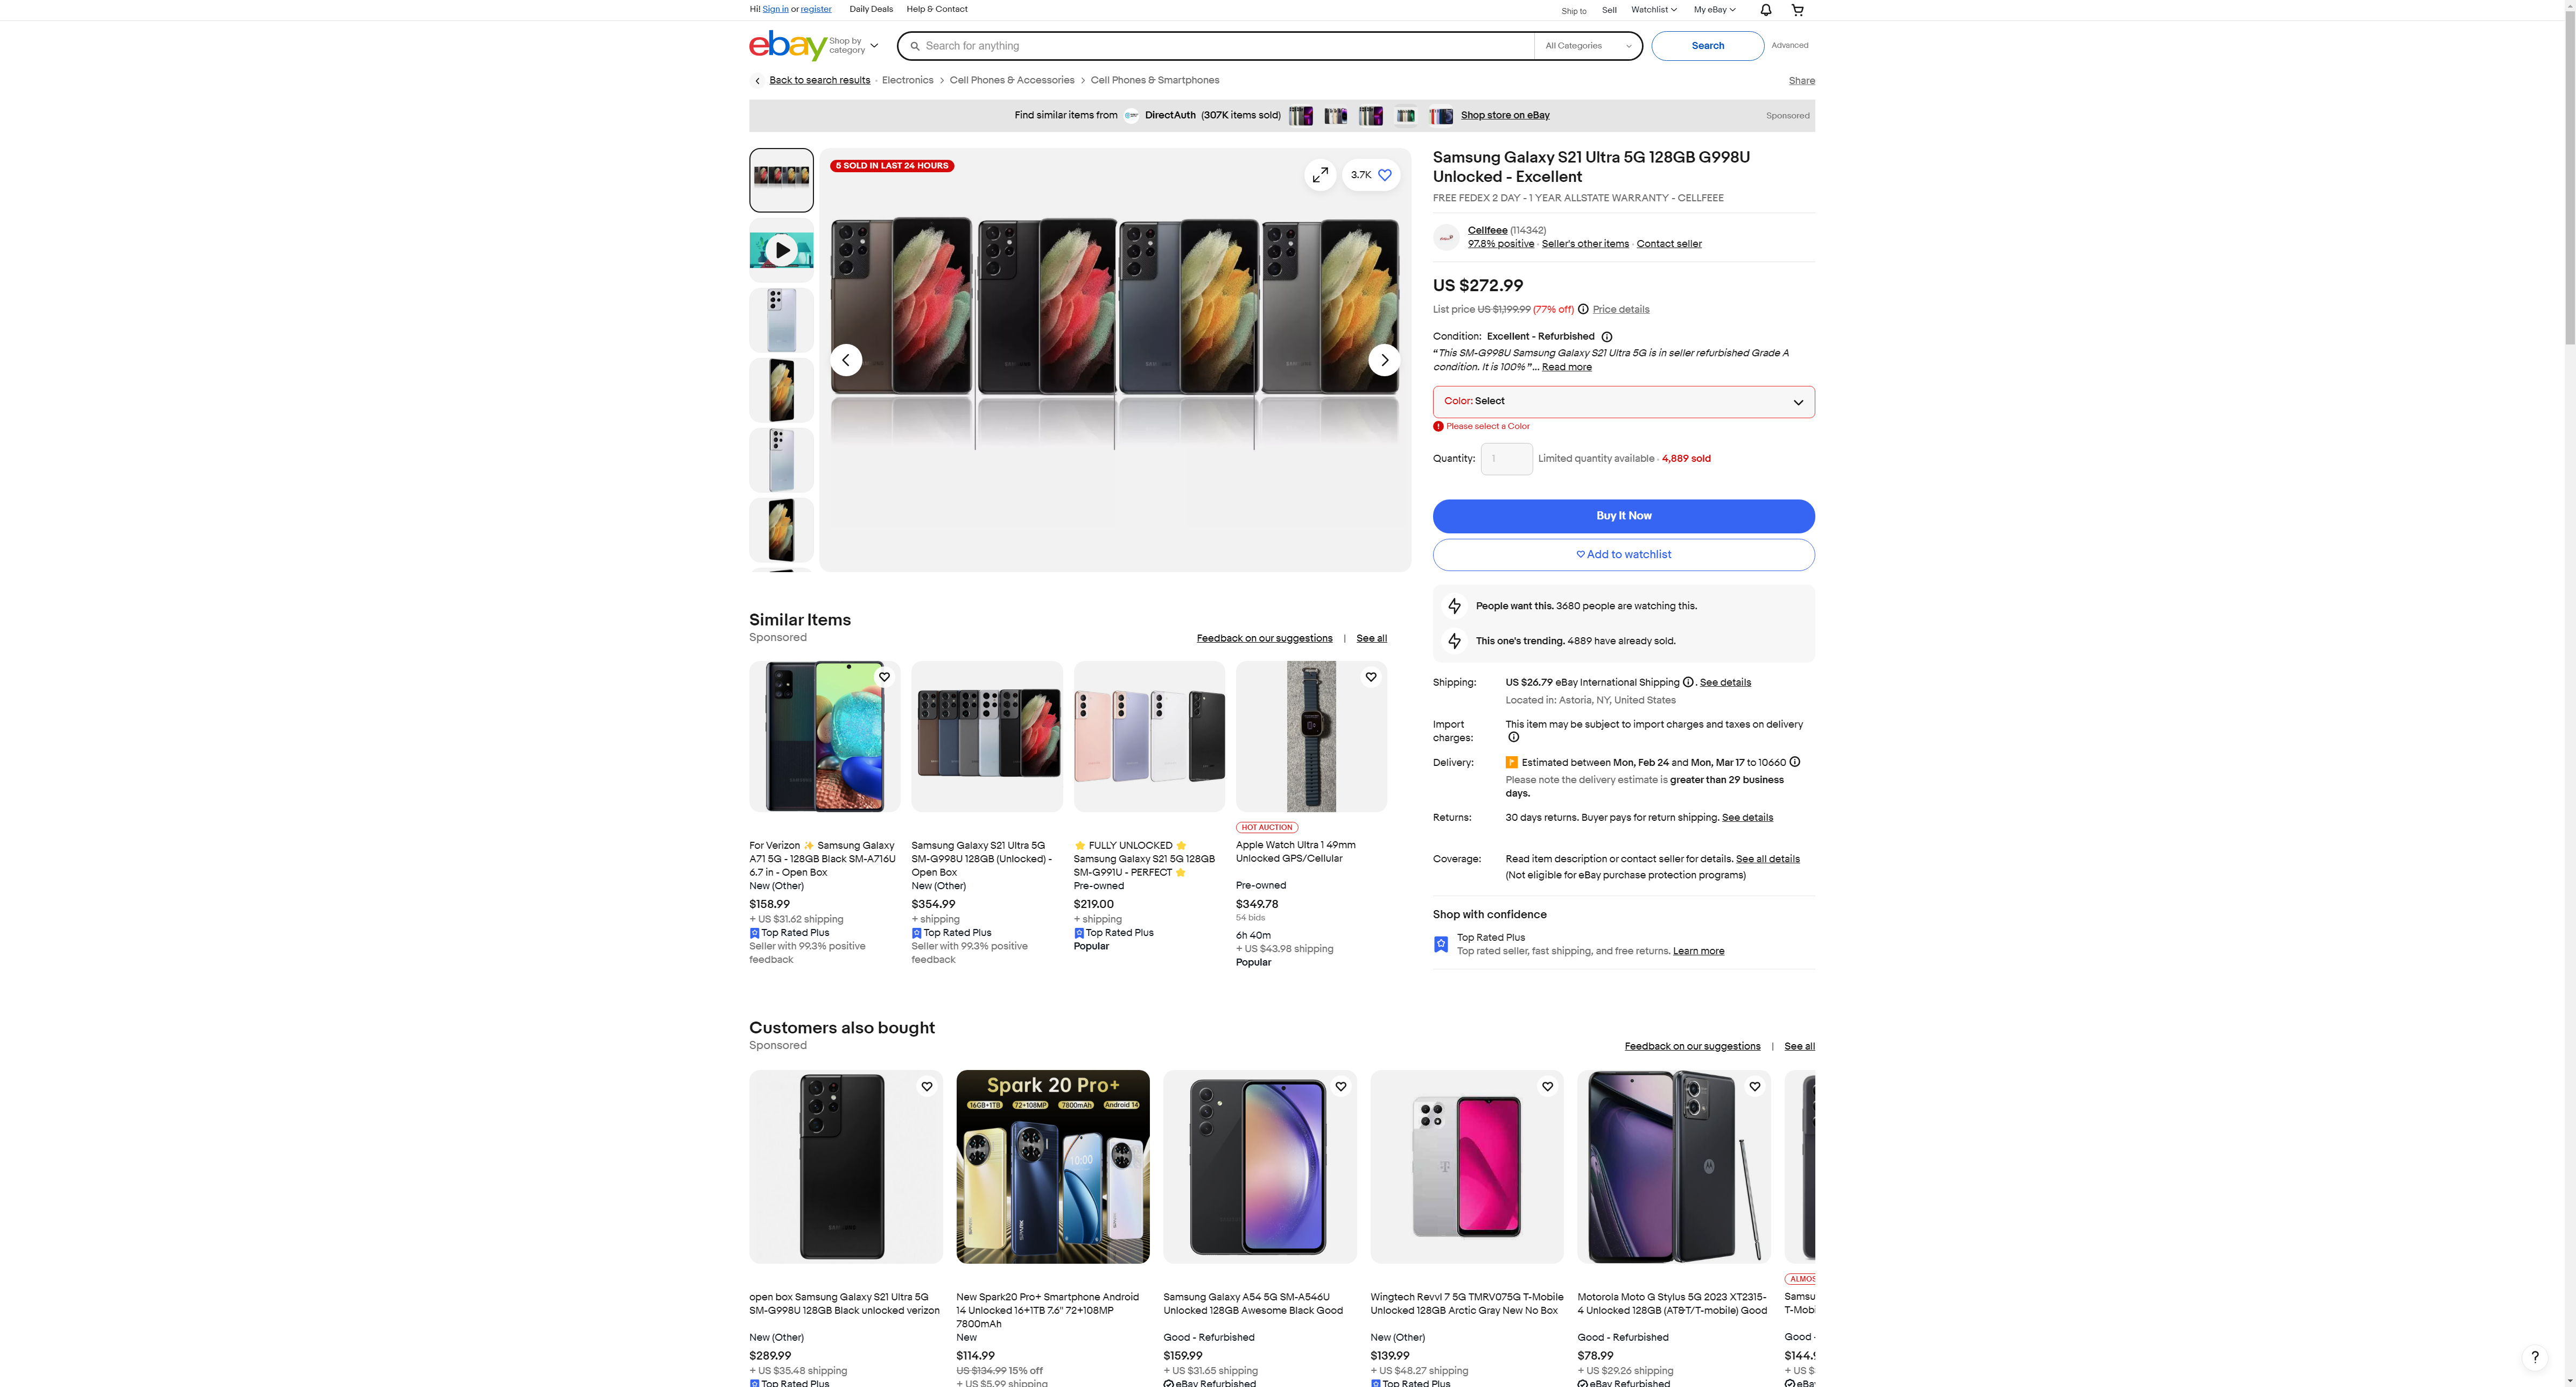 Hi! Sign in or register Daily Deals Help & Contact Ship to Sell Watchlist My eBay
ebay Shop by category Search for anything All Categories Search Advanced
Back to search results · Electronics > Cell Phones & Accessories > Cell Phones & Smartphones Share
Find similar items from DirectAuth (307K items sold) Shop store on eBay Sponsored
5 SOLD IN LAST 24 HOURS
3.7K
Samsung Galaxy S21 Ultra 5G 128GB G998U
Unlocked - Excellent
FREE FEDEX 2 DAY - 1 YEAR ALLSTATE WARRANTY - CELLFEEE
Cellfeee (114342)
97.8% positive · Seller's other items · Contact seller
US $272.99
List price US $1,199.99 (77% off) Price details
Condition: Excellent - Refurbished
“This SM-G998U Samsung Galaxy S21 Ultra 5G is in seller refurbished Grade A
condition. It is 100%”... Read more
Color: Select
Please select a Color
Quantity: 1 Limited quantity available · 4,889 sold
Buy It Now
Add to watchlist
People want this. 3680 people are watching this.
This one's trending. 4889 have already sold.
Shipping: US $26.79 eBay International Shipping . See details
Located in: Astoria, NY, United States
Import charges: This item may be subject to import charges and taxes on delivery
Delivery: Estimated between Mon, Feb 24 and Mon, Mar 17 to 10660
Please note the delivery estimate is greater than 29 business
days.
Returns: 30 days returns. Buyer pays for return shipping. See details
Coverage: Read item description or contact seller for details. See all details
(Not eligible for eBay purchase protection programs)
Shop with confidence
Top Rated Plus
Top rated seller, fast shipping, and free returns. Learn more
Similar Items
Sponsored
Feedback on our suggestions | See all
For Verizon ✨ Samsung Galaxy
A71 5G - 128GB Black SM-A716U
6.7 in - Open Box
New (Other)
$158.99
+ US $31.62 shipping
Top Rated Plus
Seller with 99.3% positive
feedback
Samsung Galaxy S21 Ultra 5G
SM-G998U 128GB (Unlocked) -
Open Box
New (Other)
$354.99
+ shipping
Top Rated Plus
Seller with 99.3% positive
feedback
⭐ FULLY UNLOCKED ⭐
Samsung Galaxy S21 5G 128GB
SM-G991U - PERFECT ⭐
Pre-owned
$219.00
+ shipping
Top Rated Plus
Popular
HOT AUCTION
Apple Watch Ultra 1 49mm
Unlocked GPS/Cellular
Pre-owned
$349.78
54 bids
6h 40m
+ US $43.98 shipping
Popular
Customers also bought
Sponsored
Feedback on our suggestions | See all
Spark 20 Pro+
16GB+1TB 72+108MP 7800mAh Android 14
10:00
SPARK
open box Samsung Galaxy S21 Ultra 5G
SM-G998U 128GB Black unlocked verizon
New (Other)
$289.99
+ US $35.48 shipping
Top Rated Plus
New Spark20 Pro+ Smartphone Android
14 Unlocked 16+1TB 7.6" 72+108MP
7800mAh
New
$114.99
US $134.99 15% off
+ US $5.99 shipping
Samsung Galaxy A54 5G SM-A546U
Unlocked 128GB Awesome Black Good
Good - Refurbished
$159.99
+ US $31.65 shipping
eBay Refurbished
Wingtech Revvl 7 5G TMRV075G T-Mobile
Unlocked 128GB Arctic Gray New No Box
New (Other)
$139.99
+ US $48.27 shipping
Top Rated Plus
Motorola Moto G Stylus 5G 2023 XT2315-
4 Unlocked 128GB (AT&T/T-mobile) Good
Good - Refurbished
$78.99
+ US $29.26 shipping
eBay Refurbished
Good -
+ US $